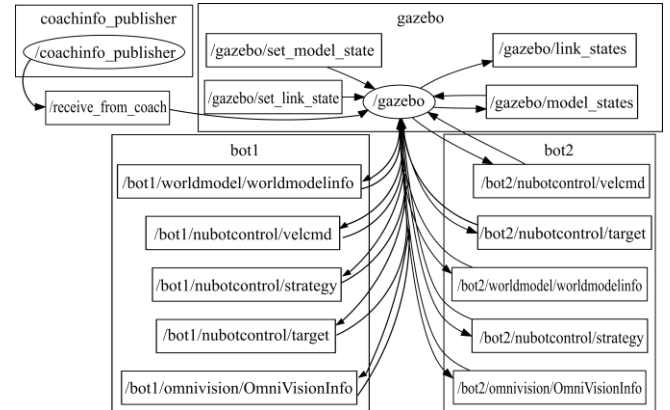 coachinfo_publisher
/coachinfo_publisher
/receive_from_coach
gazebo
/gazebo/set_model_state
/gazebo/set_link_state
/gazebo
/gazebo/link_states
/gazebo/model_states
bot1
/bot1/worldmodel/worldmodelinfo
/bot1/nubotcontrol/velcmd
/bot1/nubotcontrol/strategy
/bot1/nubotcontrol/target
/bot1/omnivision/OmniVisionInfo
bot2
/bot2/nubotcontrol/velcmd
/bot2/nubotcontrol/target
/bot2/worldmodel/worldmodelinfo
/bot2/nubotcontrol/strategy
/bot2/omnivision/OmniVisionInfo